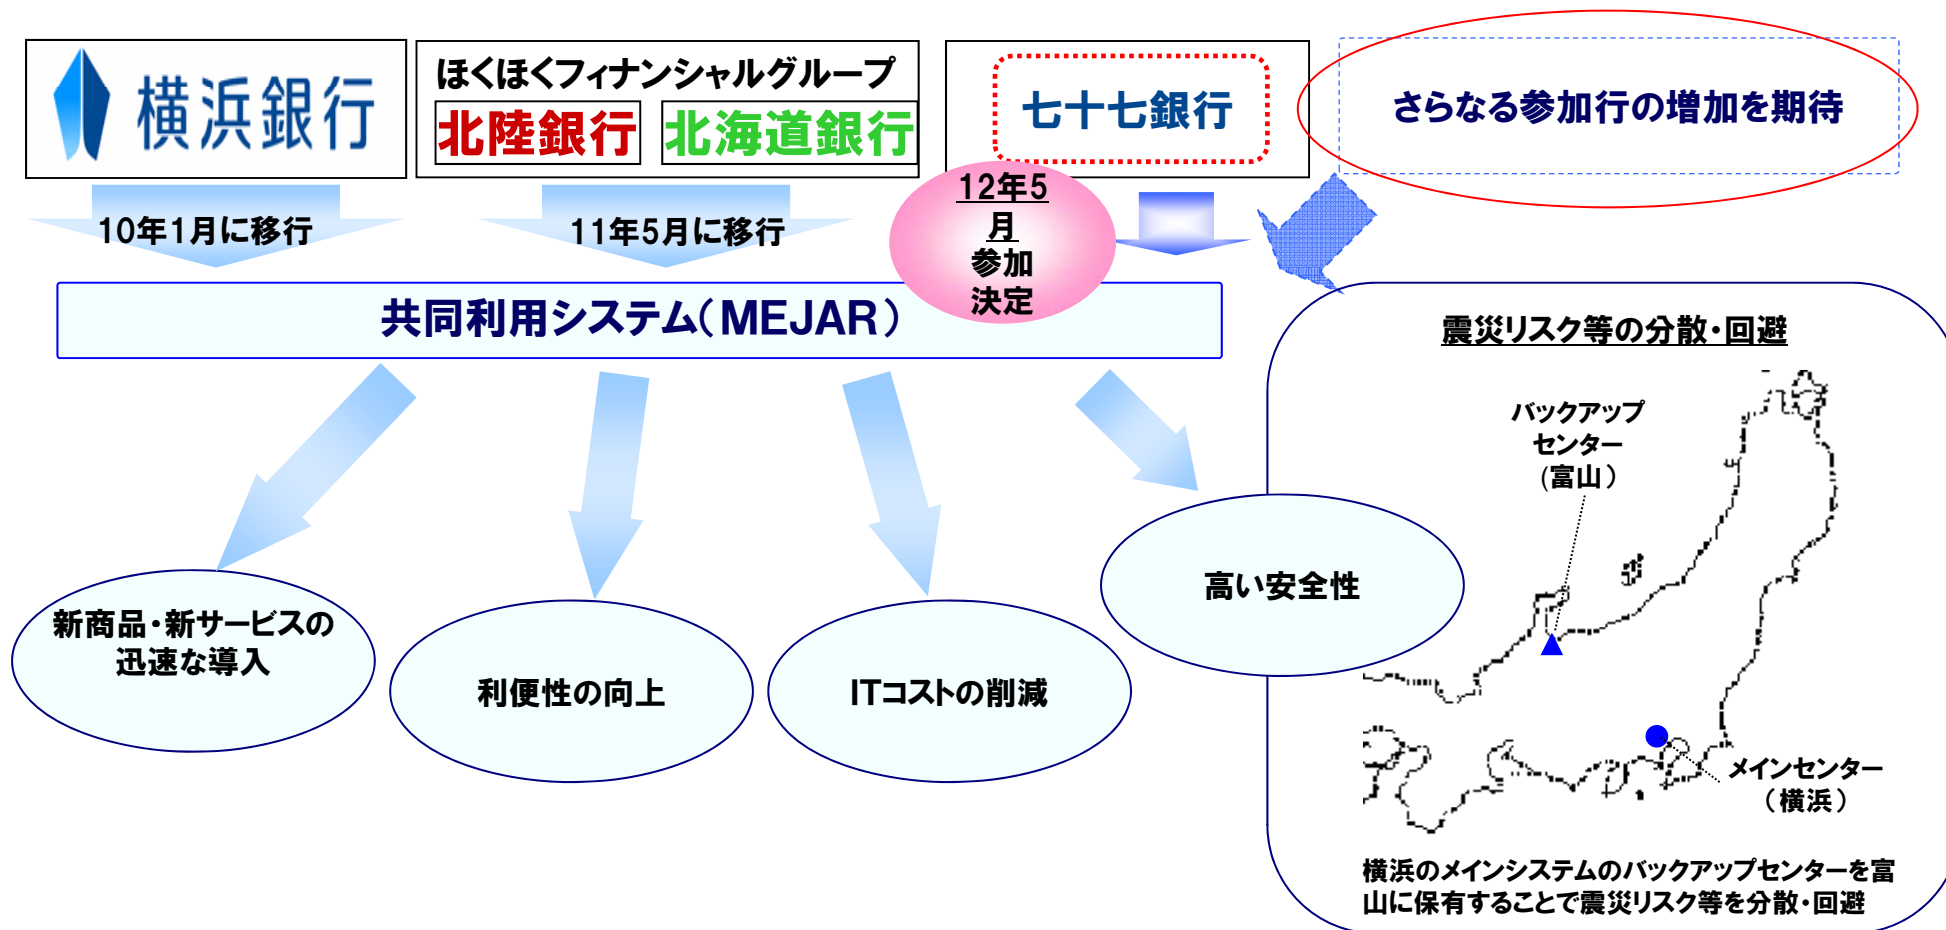 横浜銀行
ほくほくフィナンシャルグループ
北陸銀行 北海道銀行
七十七銀行
さらなる参加行の増加を期待
10年1月に移行
11年5月に移行
12年5
月
参加
決定
共同利用システム(MEJAR)
震災リスク等の分散・回避
バックアップ
センター
(富山)
新商品・新サービスの
迅速な導入
利便性の向上
ITコストの削減
高い安全性
メインセンター
(横浜)
横浜のメインシステムのバックアップセンターを富
山に保有することで震災リスク等を分散・回避